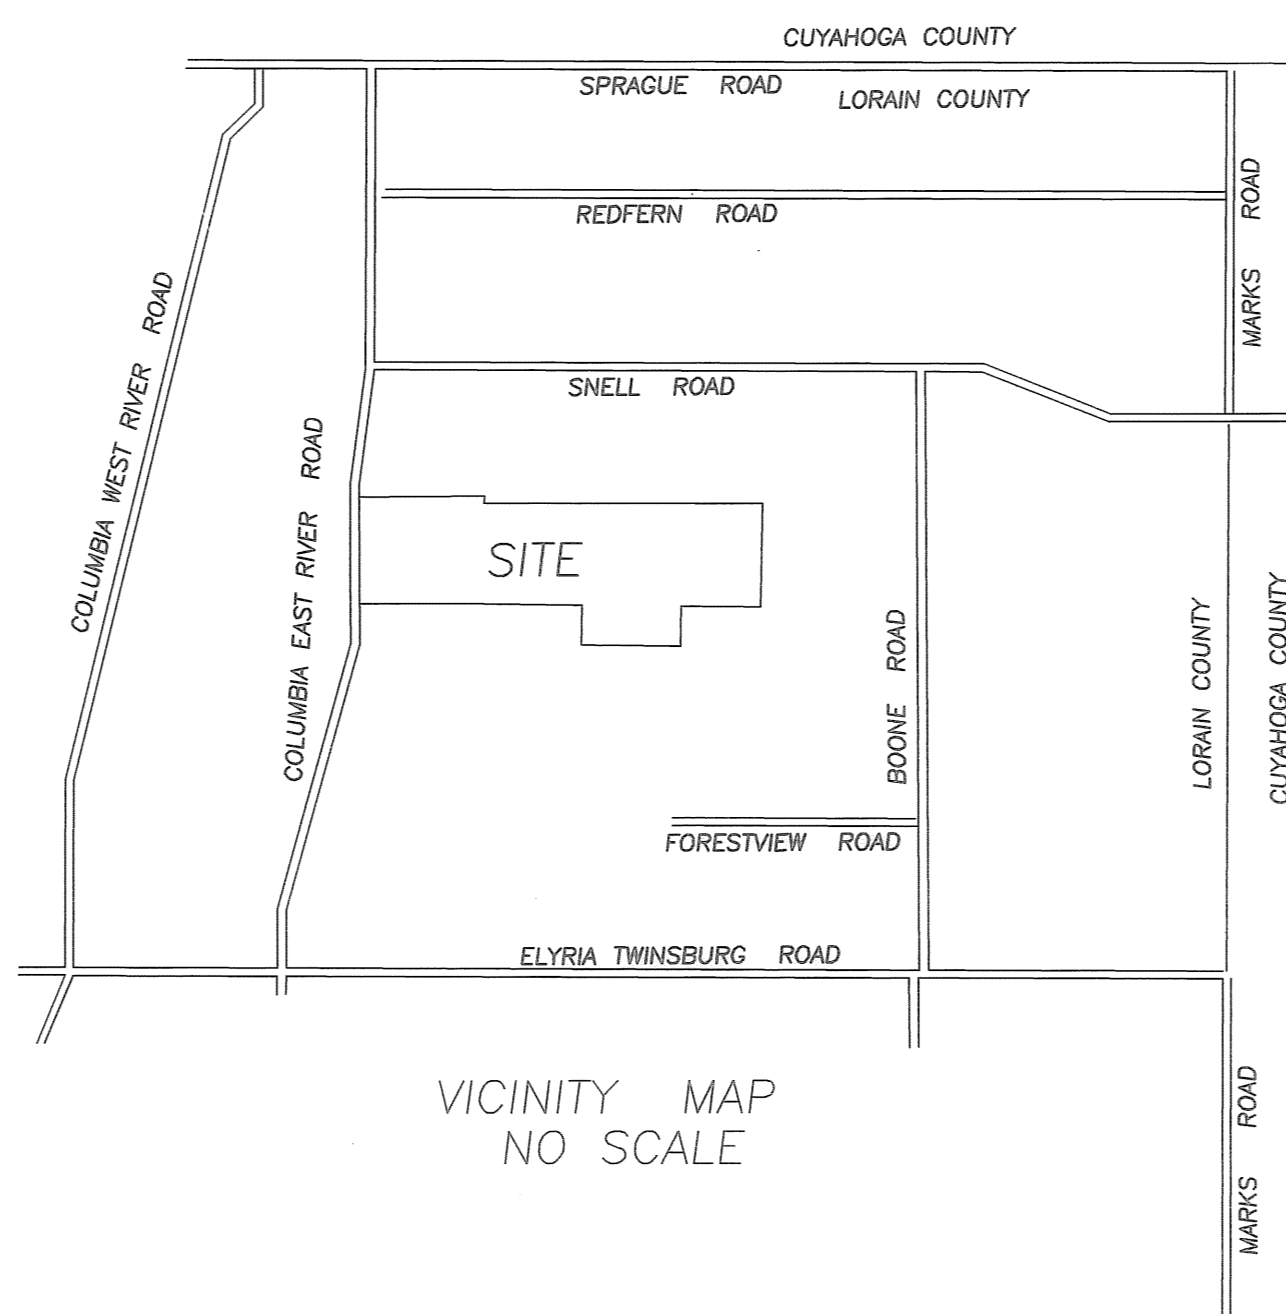 CUYAHOGA COUNTY
SPRAGUE ROAD
LORAIN COUNTY
MARKS ROAD
REDFERN ROAD
COLUMBIA WEST RIVER ROAD
SNELL ROAD
COLUMBIA EAST RIVER ROAD
SITE
BOONE ROAD
LORAIN COUNTY
CUYAHOGA COUNTY
FORESTVIEW ROAD
ELYRIA TWINSBURG ROAD
VICINITY MAP
NO SCALE
MARKS ROAD